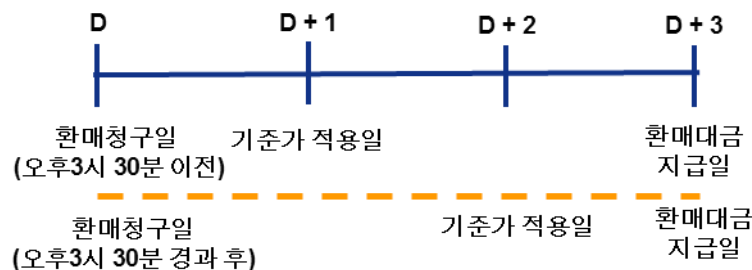 D D + 1 D + 2 D + 3
환매청구일 기준가 적용일 환매대금
(오후3시 30분 이전) 지급일
환매청구일 기준가 적용일 환매대금
(오후3시 30분 경과 후) 지급일